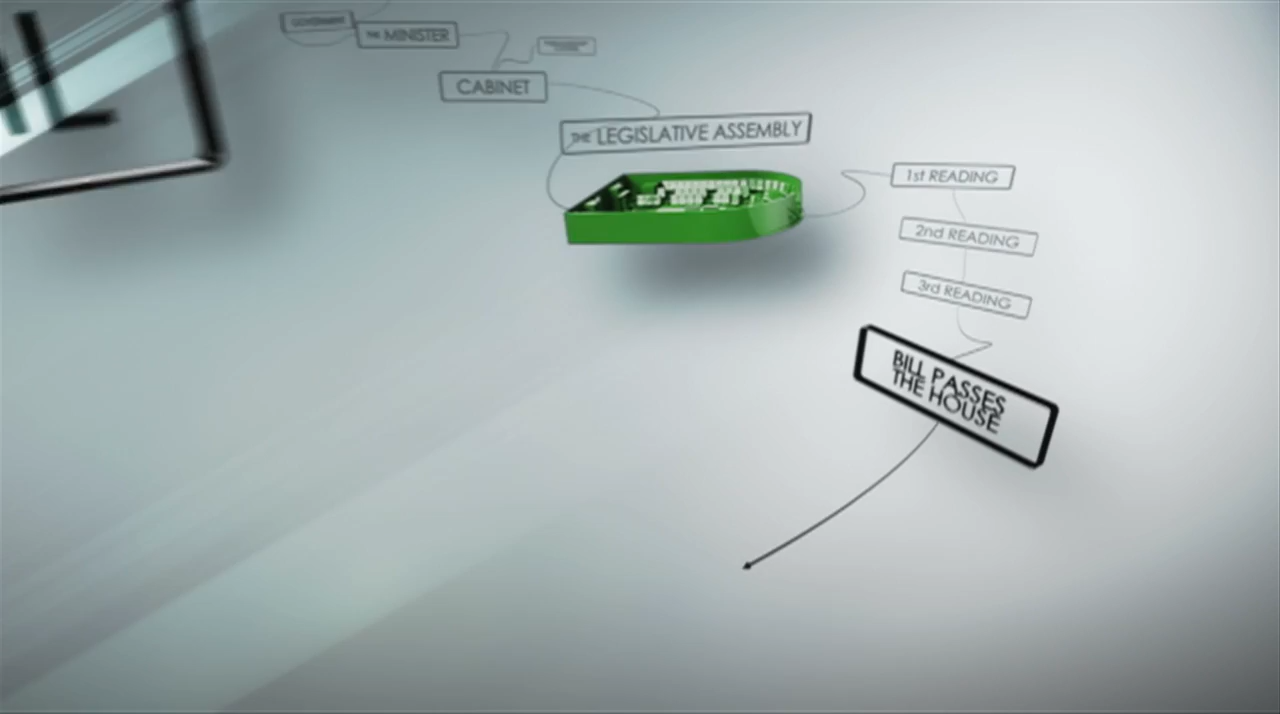 GOVERNMENT
THE MINISTER
CABINET
THE LEGISLATIVE ASSEMBLY
1st READING
2nd READING
3rd READING
BILL PASSES
THE HOUSE